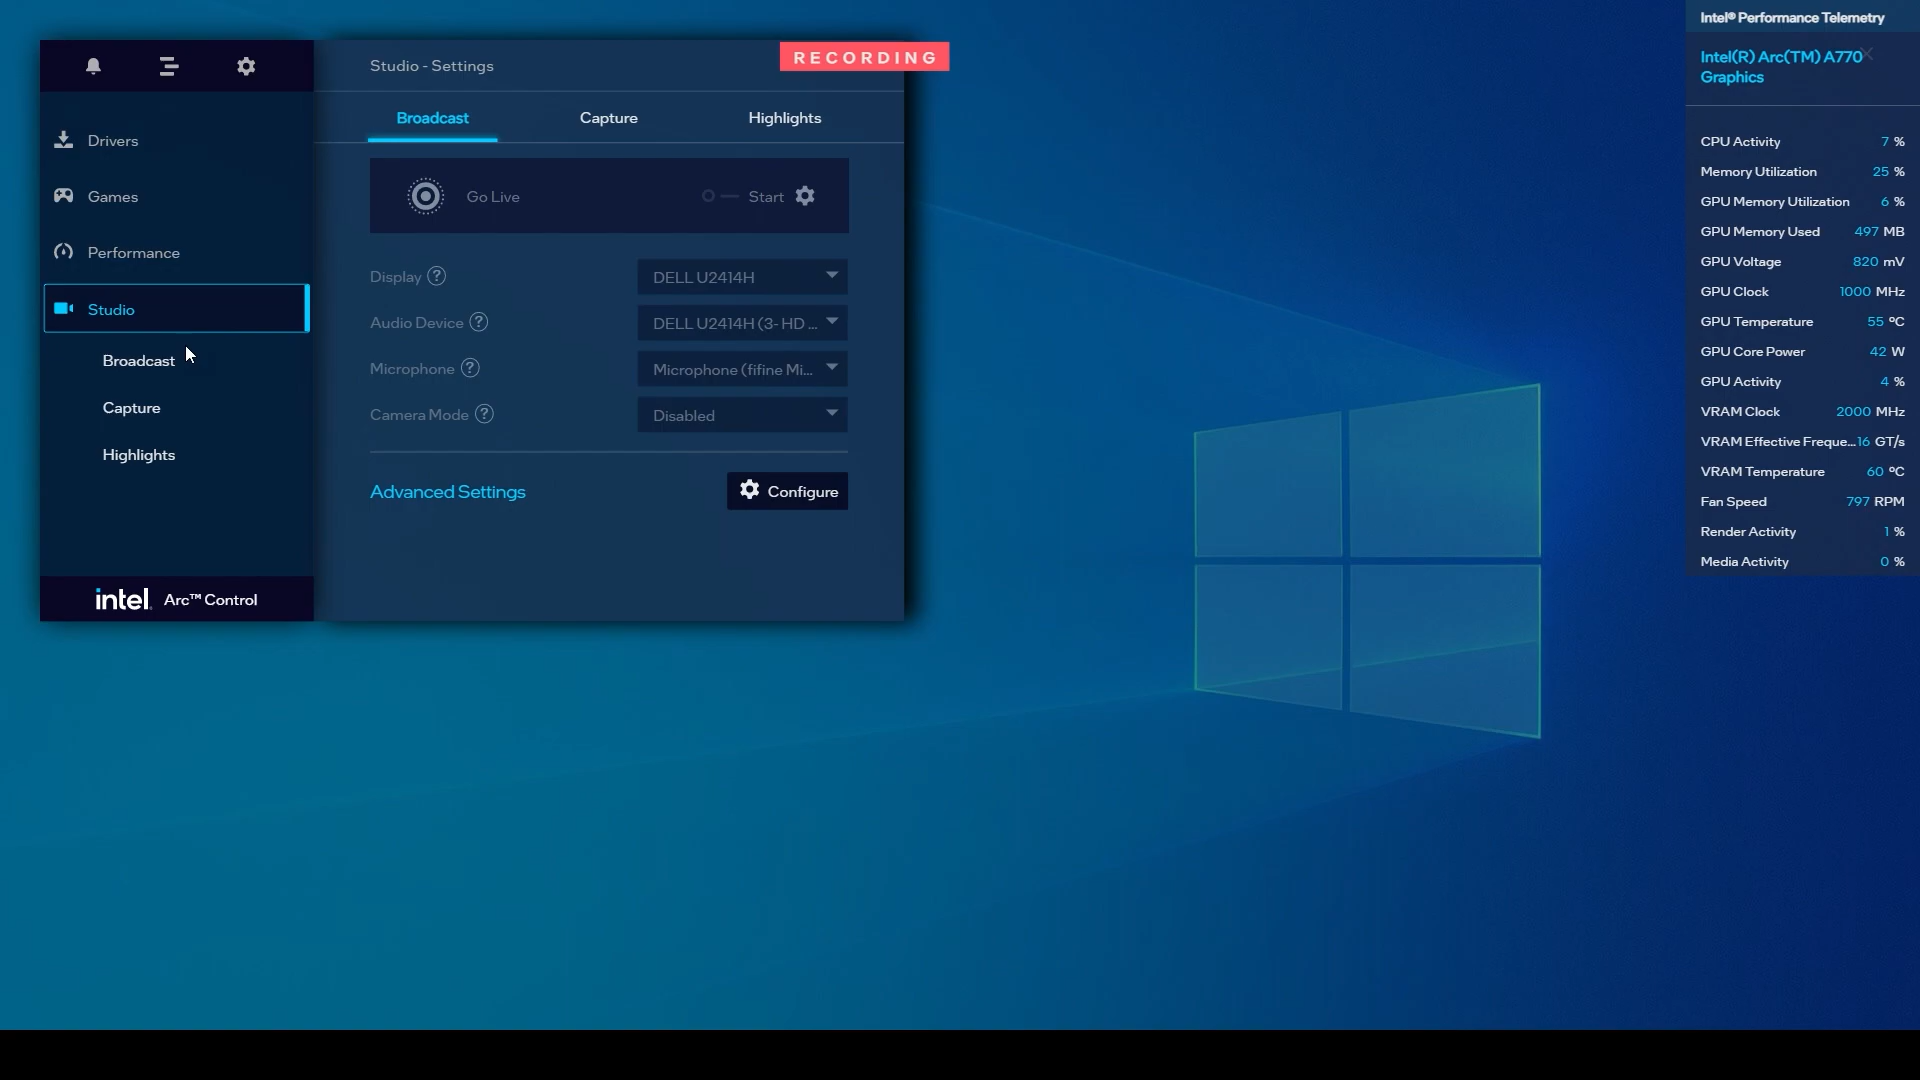 Studio - Settings
RECORDING
Drivers
Games
Performance
Studio
Broadcast
Capture
Highlights
intel. Arc™ Control
Broadcast
Capture
Highlights
Go Live
Start
Display ?
DELL U2414H
Audio Device ?
DELL U2414H (3- HD ...
Microphone ?
Microphone (fifine Mi...
Camera Mode ?
Disabled
Advanced Settings
Configure
Intel® Performance Telemetry
Intel(R) Arc(TM) A770
Graphics
CPU Activity 7 %
Memory Utilization 25 %
GPU Memory Utilization 6 %
GPU Memory Used 497 MB
GPU Voltage 820 mV
GPU Clock 1000 MHz
GPU Temperature 55 ºC
GPU Core Power 42 W
GPU Activity 4 %
VRAM Clock 2000 MHz
VRAM Effective Freque... 16 GT/s
VRAM Temperature 60 ºC
Fan Speed 797 RPM
Render Activity 1 %
Media Activity 0 %